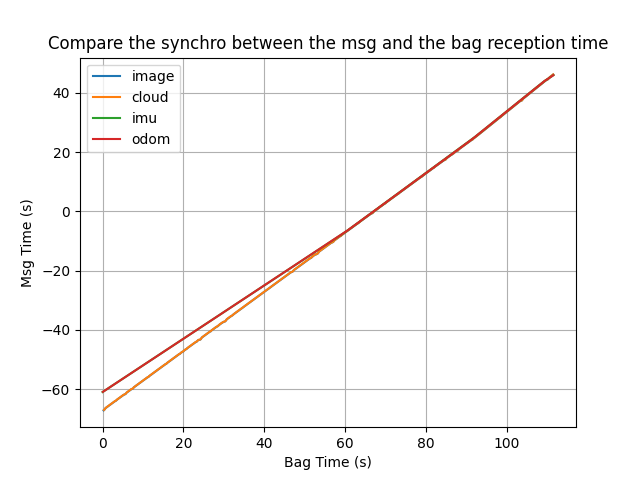 Compare the synchro between the msg and the bag reception time
image
cloud
imu
odom
40
20
0
−20
−40
−60
Msg Time (s)
0 20 40 60 80 100
Bag Time (s)